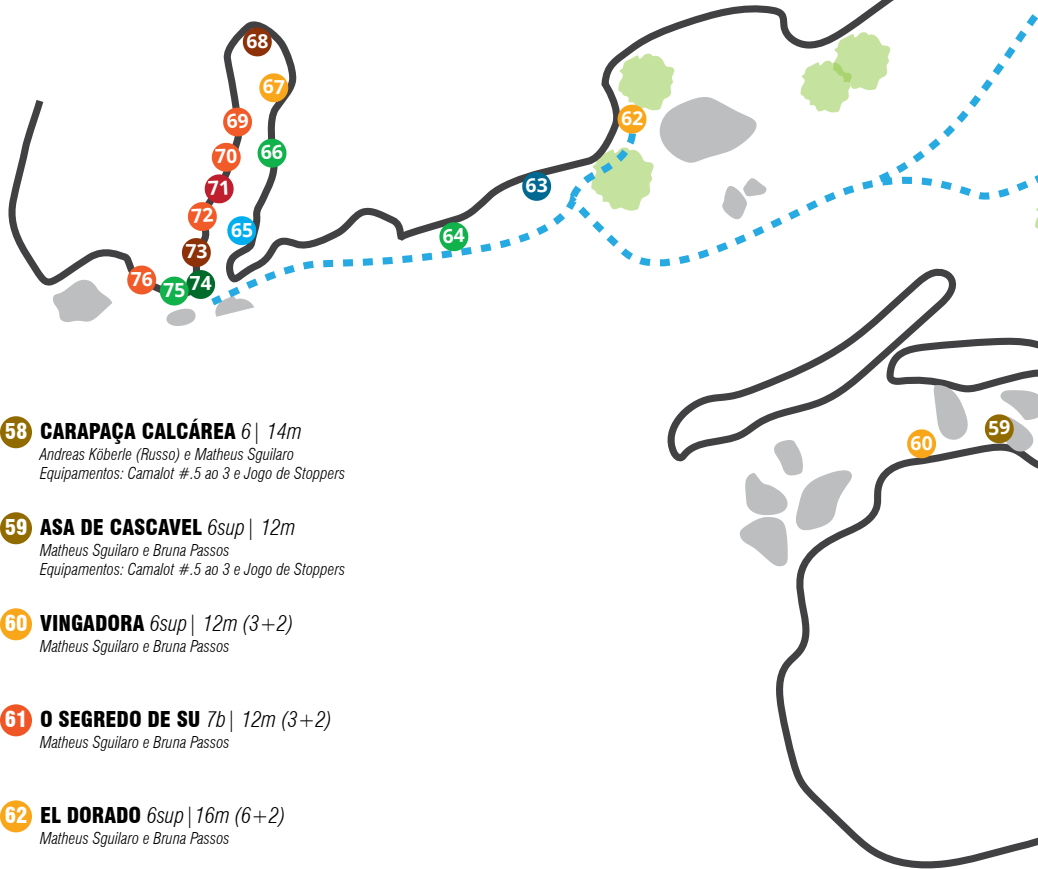 68
67
69
62
70
66
71
63
72
65
64
73
76
75
74
59
60
58 CARAPAÇA CALCÁREA 6| 14m
Andreas Köberle (Russo) e Matheus Sguilaro
Equipamentos: Camalot #.5 ao 3 e Jogo de Stoppers
59 ASA DE CASCAVEL 6sup| 12m
Matheus Sguilaro e Bruna Passos
Equipamentos: Camalot #.5 ao 3 e Jogo de Stoppers
60 VINGADORA 6sup| 12m (3+2)
Matheus Sguilaro e Bruna Passos
61 O SEGREDO DE SU 7b| 12m (3+2)
Matheus Sguilaro e Bruna Passos
62 EL DORADO 6sup|16m (6+2)
Matheus Sguilaro e Bruna Passos